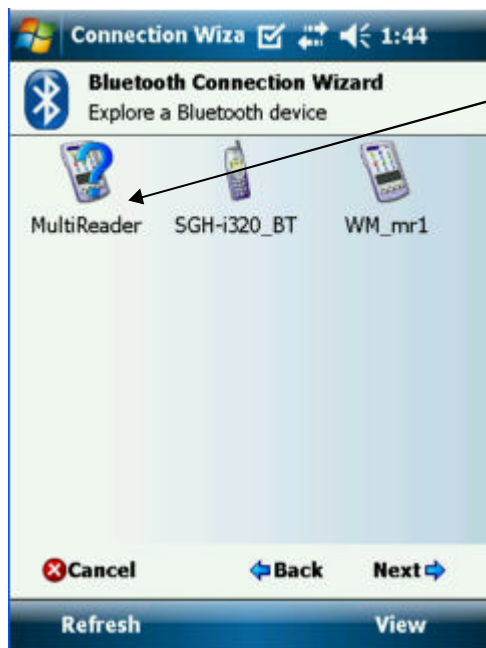 Connection Wiza 1:44
Bluetooth Connection Wizard
Explore a Bluetooth device
MultiReader SGH-i320_BT WM_mr1
Cancel Back Next
Refresh View